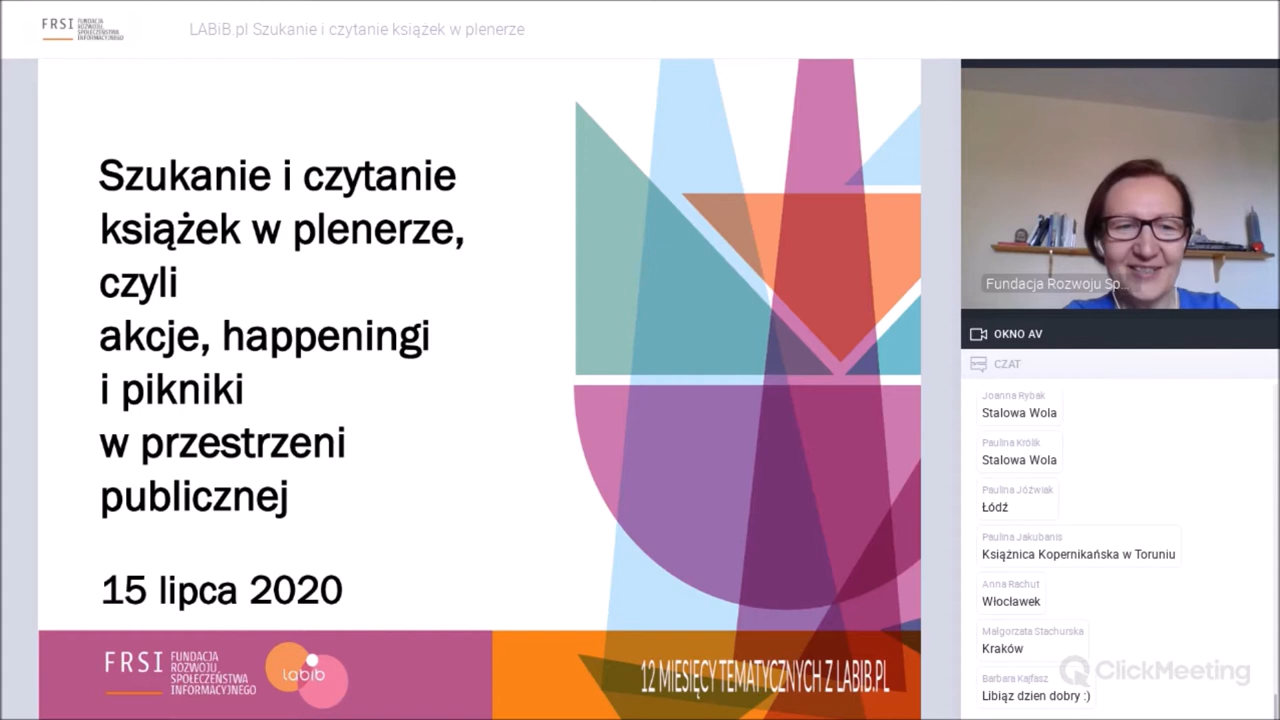 FRSI
FUNDACJA
ROZWOJU
SPOŁECZEŃSTWA
INFORMACYJNEGO
LABiB.pl Szukanie i czytanie książek w plenerze
Szukanie i czytanie
książek w plenerze,
czyli
akcje, happeningi
i pikniki
w przestrzeni
publicznej
15 lipca 2020
FRSI
FUNDACJA
ROZWOJU
SPOŁECZEŃSTWA
INFORMACYJNEGO
labib
12 MIESIĘCY TEMATYCZNYCH Z LABIB.PL
Fundacja Rozwoju Sp...
OKNO AV
CZAT
Joanna Rybak
Stalowa Wola
Paulina Królik
Stalowa Wola
Paulina Jóźwiak
Łódź
Paulina Jakubanis
Książnica Kopernikańska w Toruniu
Anna Rachut
Włocławek
Małgorzata Stachurska
Kraków
Barbara Kajfasz
Libiąz dzien dobry :)
ClickMeeting